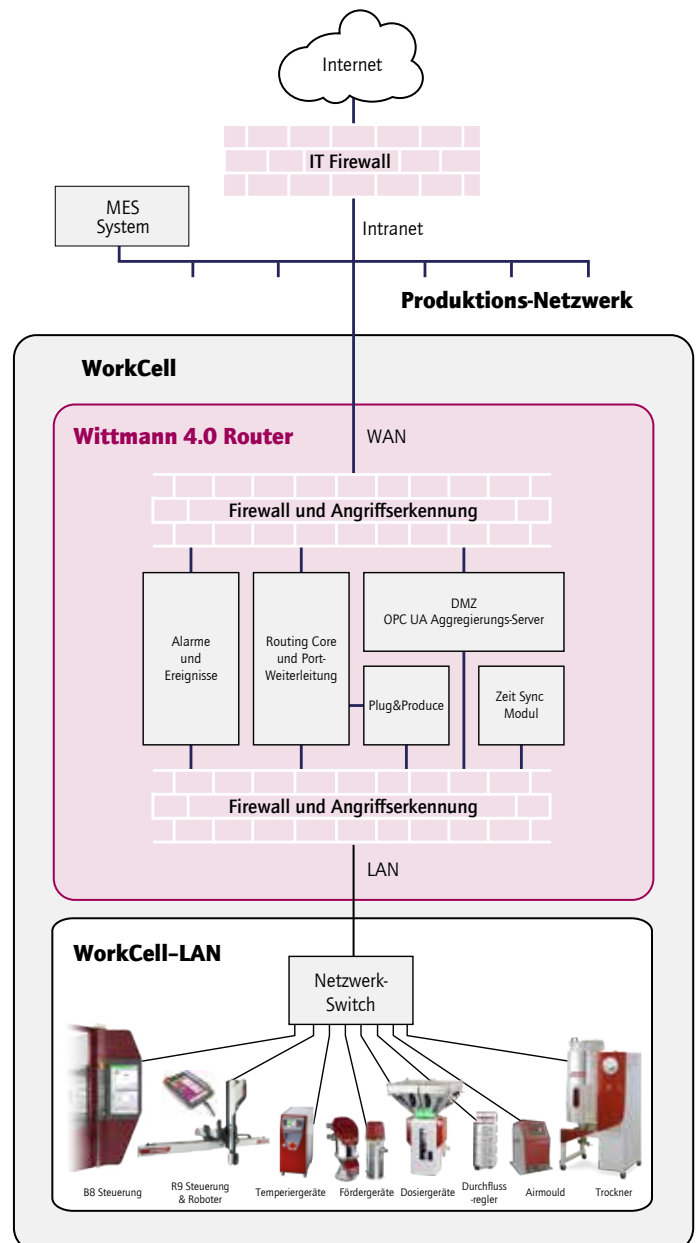 Internet
IT Firewall
MES
System
Intranet
Produktions-Netzwerk
WorkCell
Wittmann 4.0 Router
WAN
Firewall und Angriffserkennung
Alarme
und
Ereignisse
Routing Core
und Port-
Weiterleitung
DMZ
OPC UA Aggregierungs-Server
Plug&Produce
Zeit Sync
Modul
Firewall und Angriffserkennung
LAN
WorkCell-LAN
Netzwerk-
Switch
B8 Steuerung
R9 Steuerung
& Roboter
Temperiergeräte
Fördergeräte
Dosiergeräte
Durchfluss
-regler
Airmould
Trockner